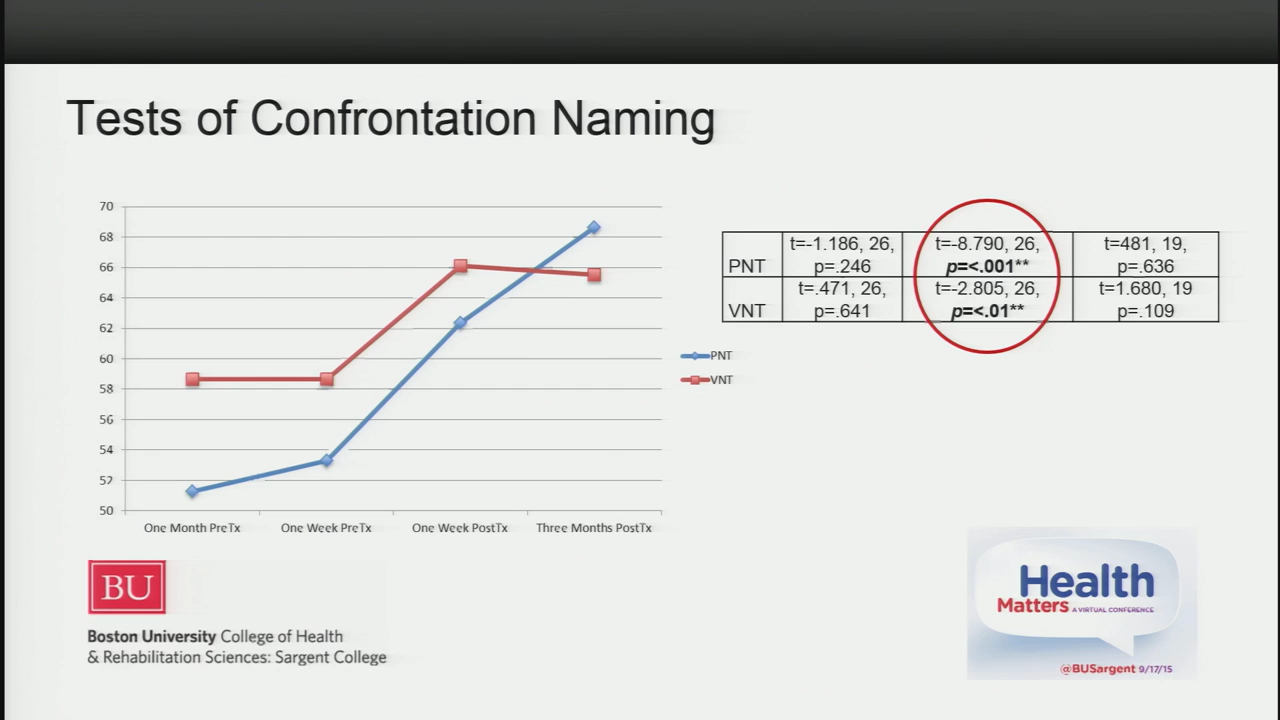 Tests of Confrontation Naming
70
68
66
64
62
60
58
56
54
52
50
One Month PreTx One Week PreTx One Week PostTx Three Months PostTx
PNT
VNT
PNT t=-1.186, 26, p=.246 t=-8.790, 26, p=<.001** t=481, 19, p=.636
VNT t=.471, 26, p=.641 t=-2.805, 26, p=<.01** t=1.680, 19 p=.109
BU
Boston University College of Health
& Rehabilitation Sciences: Sargent College
Health
Matters A VIRTUAL CONFERENCE
@BUSargent 9/17/15